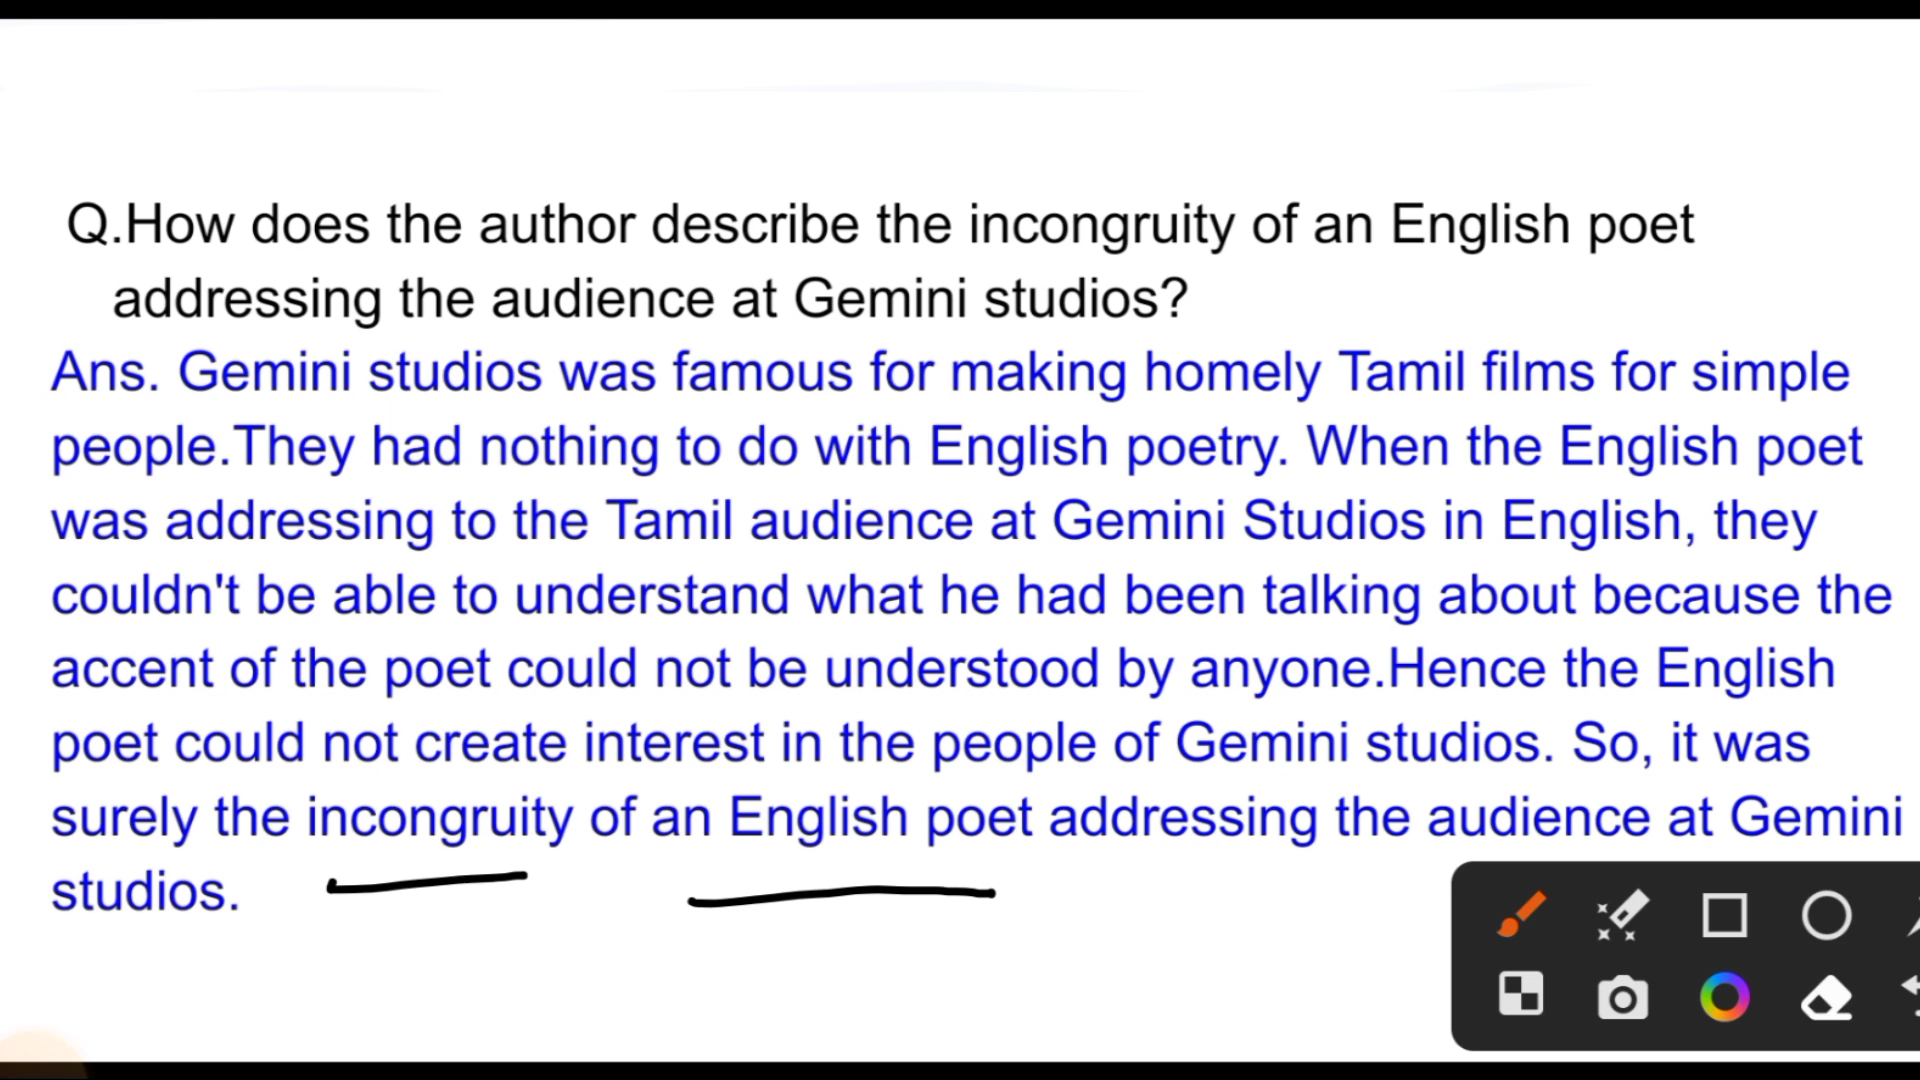 Q.How does the author describe the incongruity of an English poet
addressing the audience at Gemini studios?
Ans. Gemini studios was famous for making homely Tamil films for simple
people.They had nothing to do with English poetry. When the English poet
was addressing to the Tamil audience at Gemini Studios in English, they
couldn't be able to understand what he had been talking about because the
accent of the poet could not be understood by anyone.Hence the English
poet could not create interest in the people of Gemini studios. So, it was
surely the incongruity of an English poet addressing the audience at Gemini
studios.